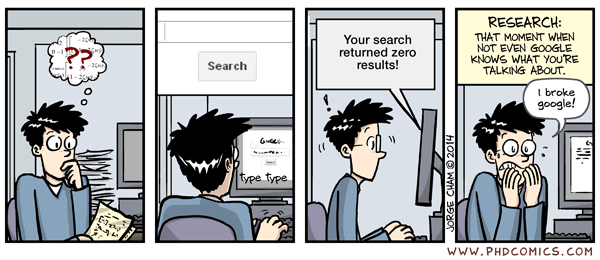 ??
Search
Google
type type
Your search
returned zero
results!
!
JORGE CHAM © 2014
RESEARCH:
THAT MOMENT WHEN
NOT EVEN GOOGLE
KNOWS WHAT YOU'RE
TALKING ABOUT.
I broke
google!
WWW.PHDCOMICS.COM